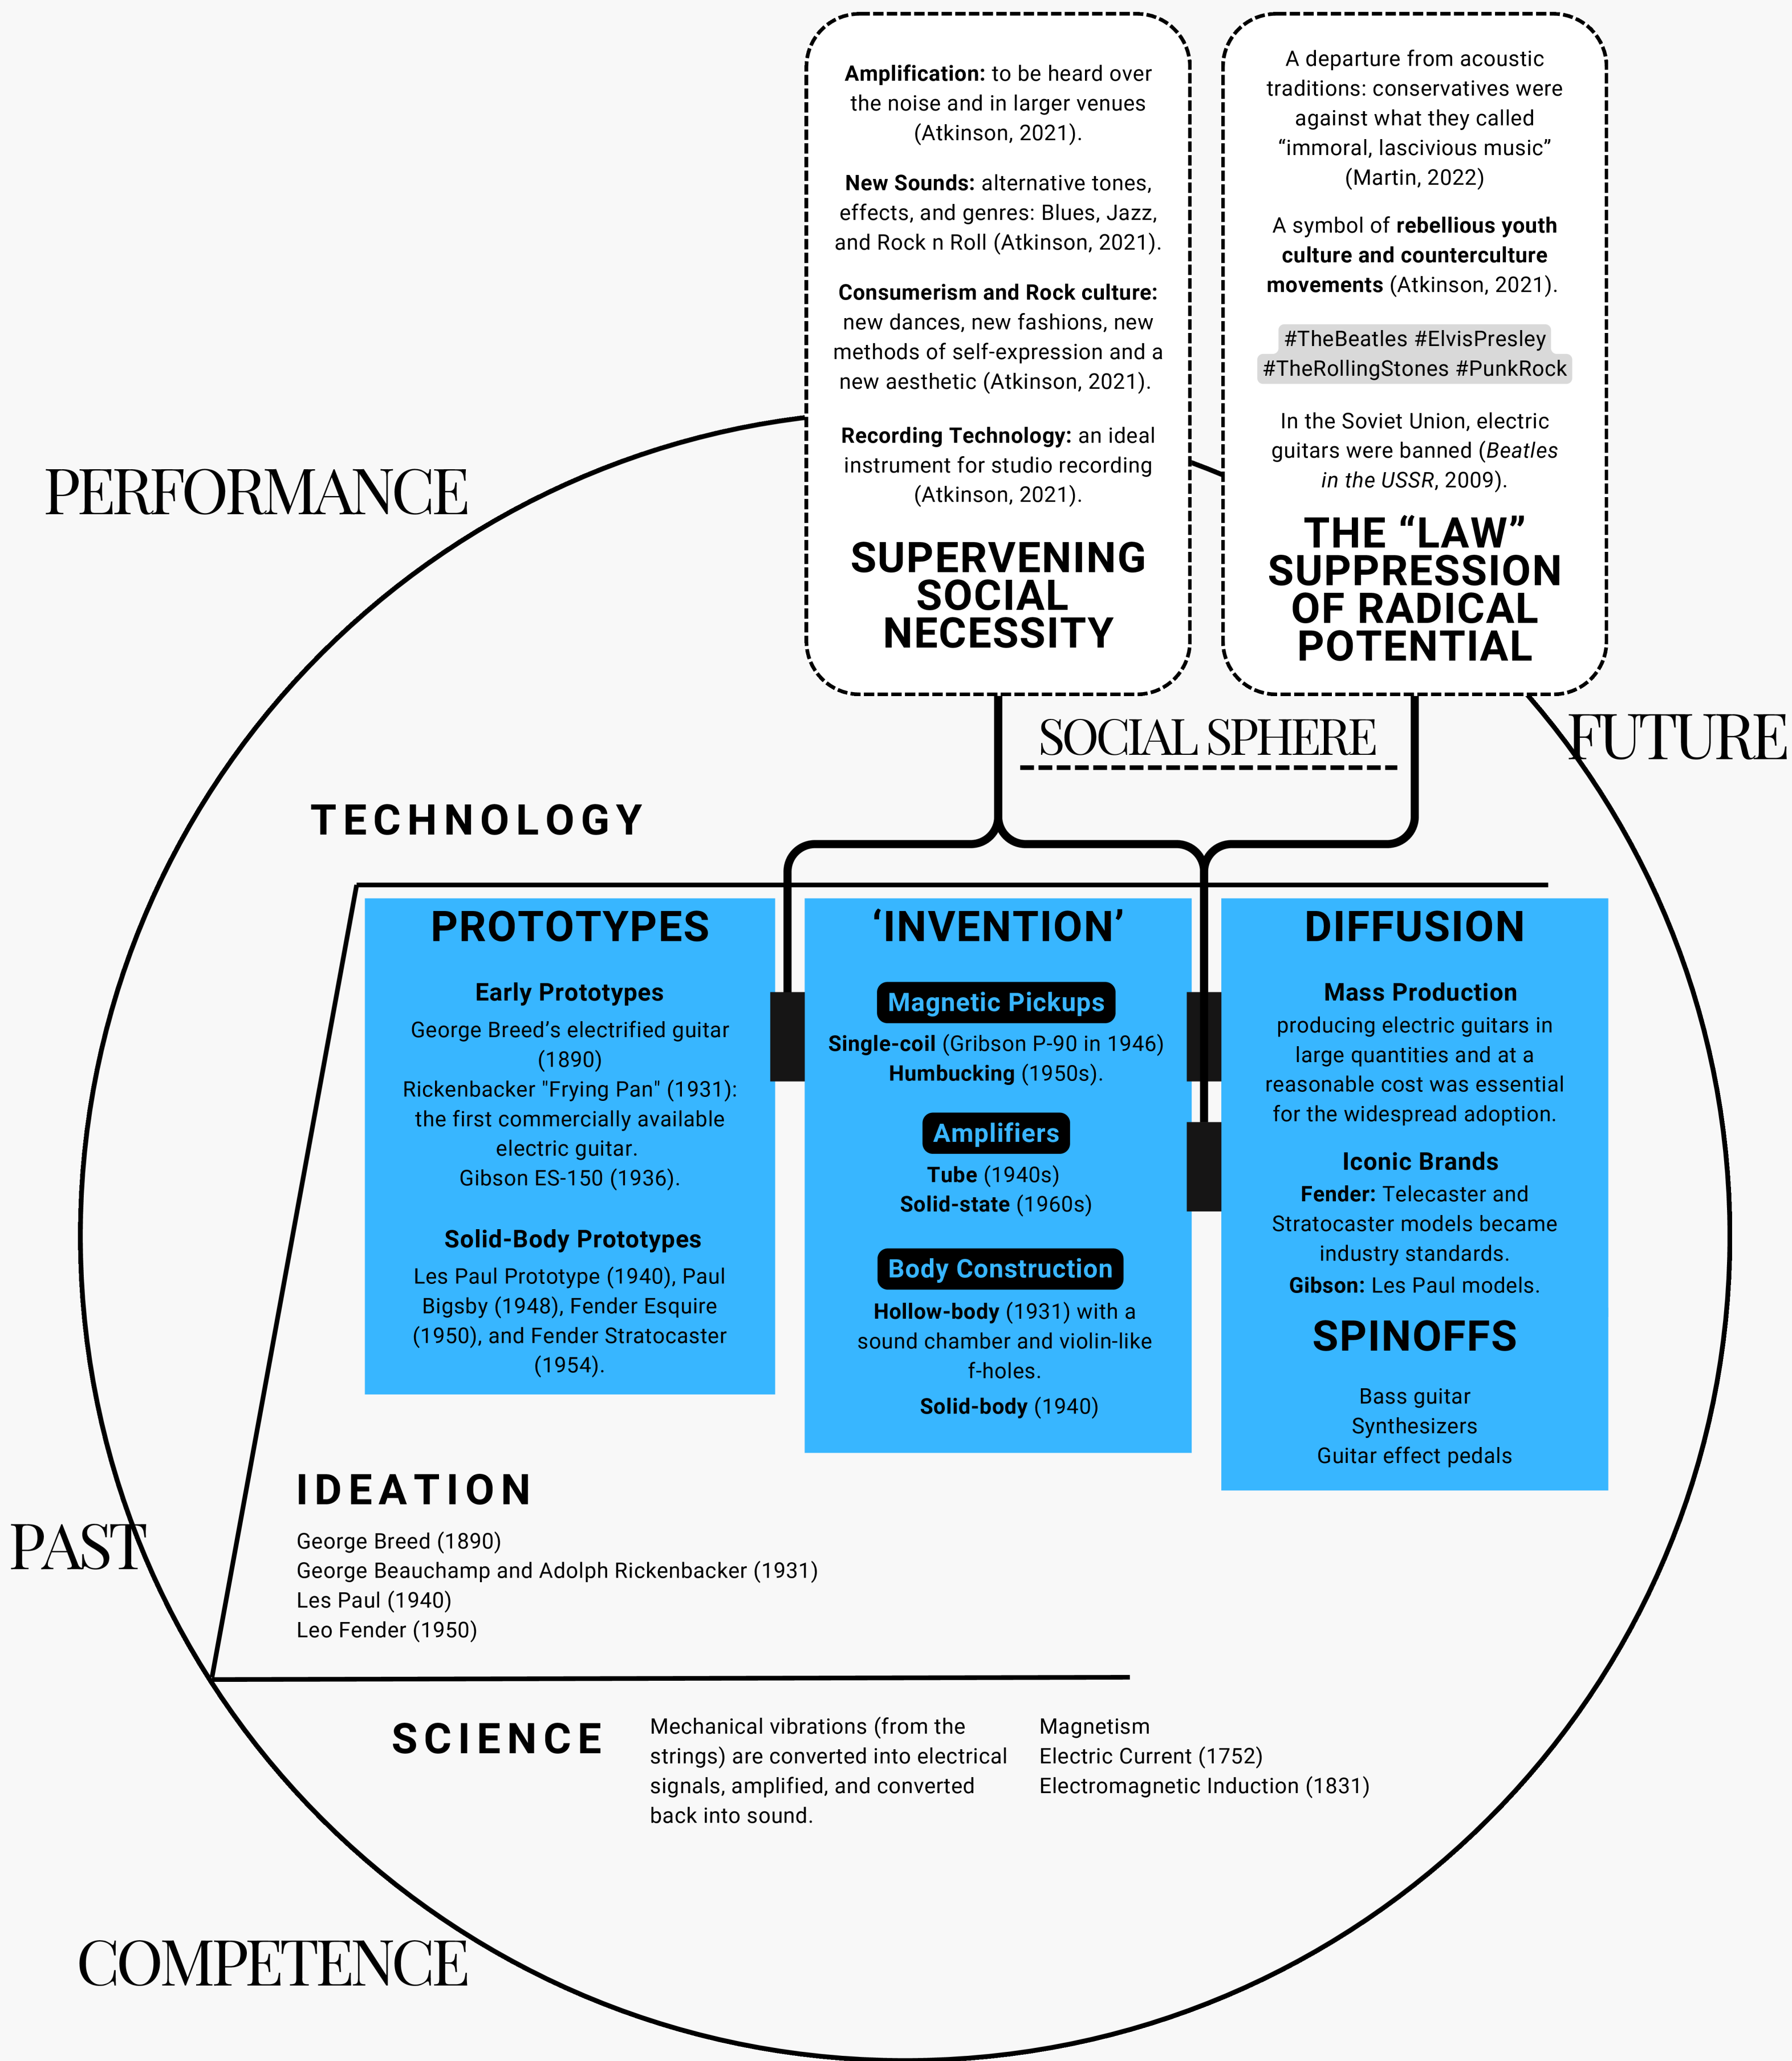 Amplification: to be heard over
the noise and in larger venues
(Atkinson, 2021).
New Sounds: alternative tones,
effects, and genres: Blues, Jazz,
and Rock n Roll (Atkinson, 2021).
Consumerism and Rock culture:
new dances, new fashions, new
methods of self-expression and a
new aesthetic (Atkinson, 2021).
Recording Technology: an ideal
instrument for studio recording
(Atkinson, 2021).
SUPERVENING
SOCIAL
NECESSITY
A departure from acoustic
traditions: conservatives were
against what they called
“immoral, lascivious music”
(Martin, 2022)
A symbol of rebellious youth
culture and counterculture
movements (Atkinson, 2021).
#TheBeatles #ElvisPresley
#TheRollingStones #PunkRock
In the Soviet Union, electric
guitars were banned (Beatles
in the USSR, 2009).
THE “LAW”
SUPPRESSION
OF RADICAL
POTENTIAL
PERFORMANCE
SOCIAL SPHERE
FUTURE
TECHNOLOGY
PROTOTYPES
Early Prototypes
George Breed’s electrified guitar
(1890)
Rickenbacker "Frying Pan" (1931):
the first commercially available
electric guitar.
Gibson ES-150 (1936).
Solid-Body Prototypes
Les Paul Prototype (1940), Paul
Bigsby (1948), Fender Esquire
(1950), and Fender Stratocaster
(1954).
‘INVENTION’
Magnetic Pickups
Single-coil (Gribson P-90 in 1946)
Humbucking (1950s).
Amplifiers
Tube (1940s)
Solid-state (1960s)
Body Construction
Hollow-body (1931) with a
sound chamber and violin-like
f-holes.
Solid-body (1940)
DIFFUSION
Mass Production
producing electric guitars in
large quantities and at a
reasonable cost was essential
for the widespread adoption.
Iconic Brands
Fender: Telecaster and
Stratocaster models became
industry standards.
Gibson: Les Paul models.
SPINOFFS
Bass guitar
Synthesizers
Guitar effect pedals
IDEATION
George Breed (1890)
George Beauchamp and Adolph Rickenbacker (1931)
Les Paul (1940)
Leo Fender (1950)
PAST
SCIENCE
Mechanical vibrations (from the
strings) are converted into electrical
signals, amplified, and converted
back into sound.
Magnetism
Electric Current (1752)
Electromagnetic Induction (1831)
COMPETENCE